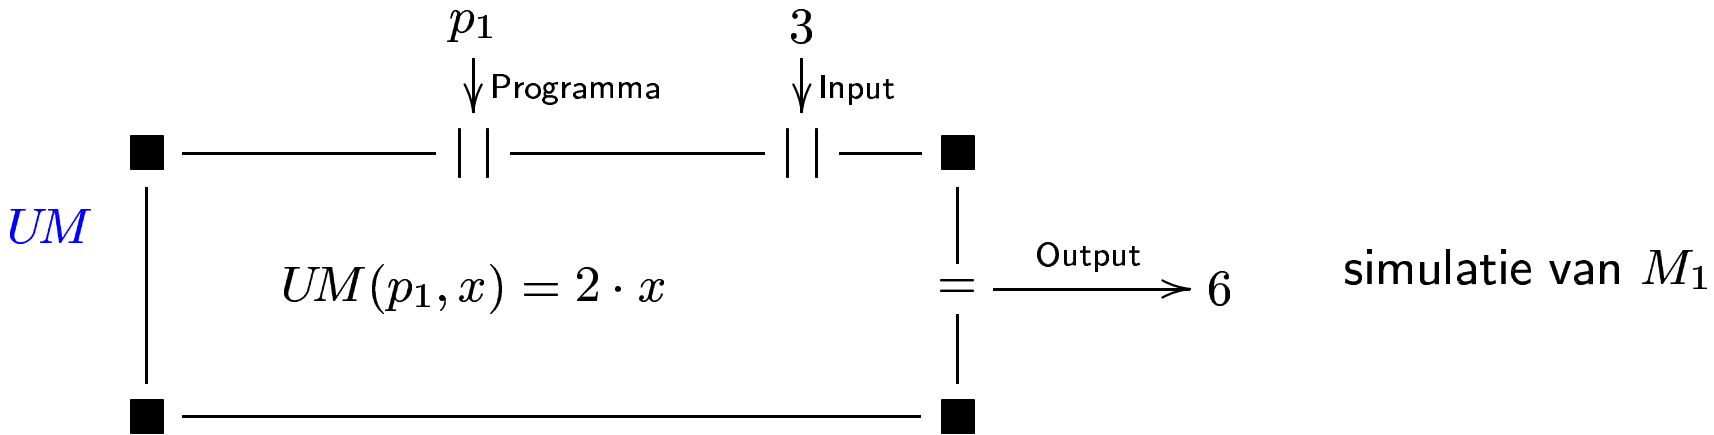 p₁ 3
Programma Input
UM
UM(p₁, x) = 2 · x
Output
6
simulatie van M₁